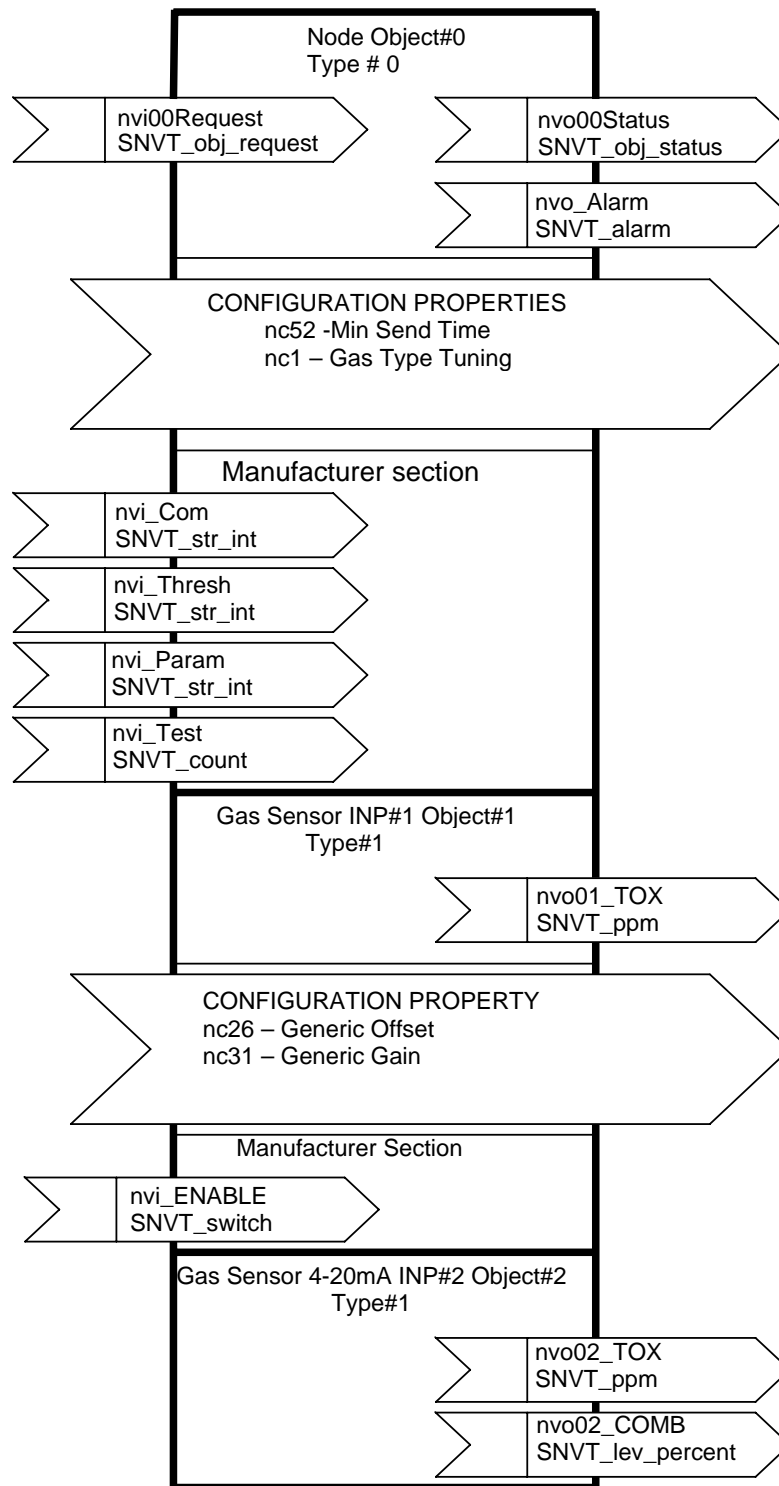 Node Object#0
Type # 0
nvi00Request
SNVT_obj_request
nvo00Status
SNVT_obj_status
nvo_Alarm
SNVT_alarm
CONFIGURATION PROPERTIES
nc52 -Min Send Time
nc1 – Gas Type Tuning
Manufacturer section
nvi_Com
SNVT_str_int
nvi_Thresh
SNVT_str_int
nvi_Param
SNVT_str_int
nvi_Test
SNVT_count
Gas Sensor INP#1 Object#1
Type#1
nvo01_TOX
SNVT_ppm
CONFIGURATION PROPERTY
nc26 – Generic Offset
nc31 – Generic Gain
Manufacturer Section
nvi_ENABLE
SNVT_switch
Gas Sensor 4-20mA INP#2 Object#2
Type#1
nvo02_TOX
SNVT_ppm
nvo02_COMB
SNVT_lev_percent